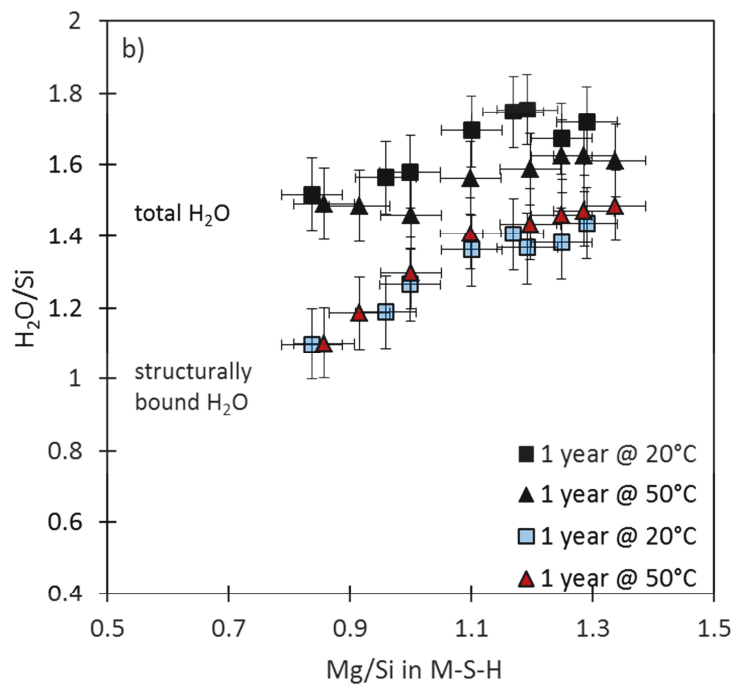 b)
2
1.8
1.6
1.4
1.2
1
0.8
0.6
0.4
H₂O/Si
total H₂O
structurally
bound H₂O
1 year @ 20°C
1 year @ 50°C
1 year @ 20°C
1 year @ 50°C
0.5 0.7 0.9 1.1 1.3 1.5
Mg/Si in M-S-H